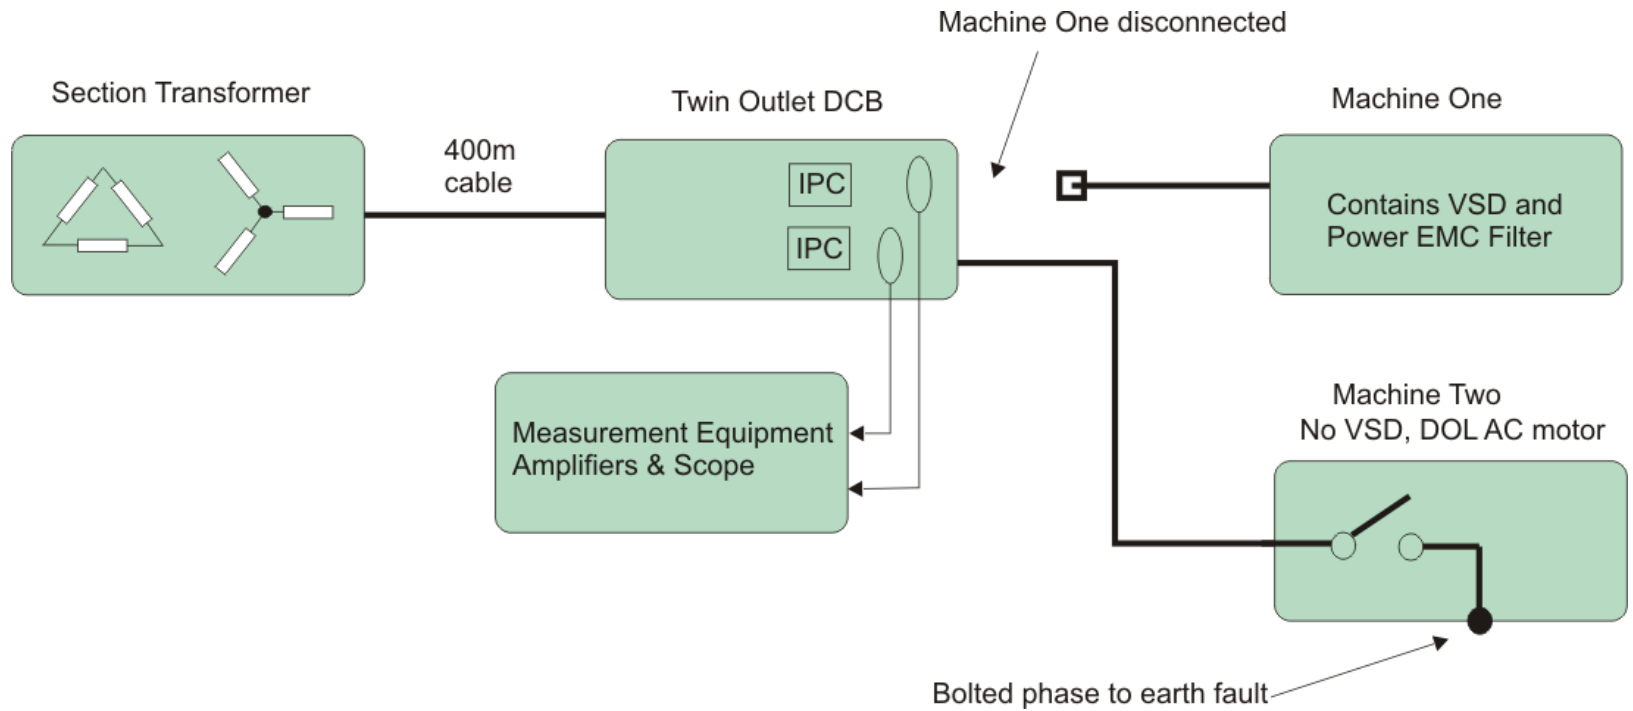 Machine One disconnected
Section Transformer
Twin Outlet DCB
Machine One
400m
cable
IPC
IPC
Contains VSD and
Power EMC Filter
Measurement Equipment
Amplifiers & Scope
Machine Two
No VSD, DOL AC motor
Bolted phase to earth fault